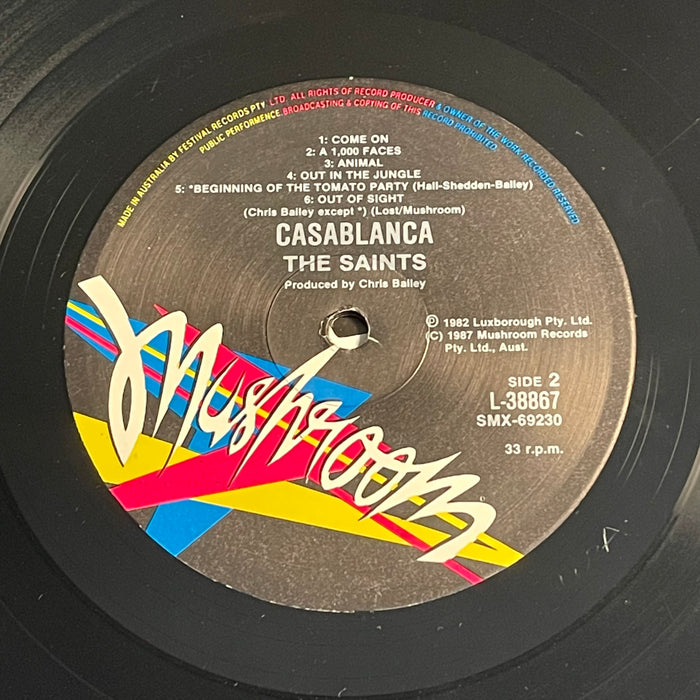 MADE IN AUSTRALIA BY FESTIVAL RECORDS PTY. LTD. ALL RIGHTS OF RECORD PRODUCER & OWNER OF THE WORK RECORDED RESERVED
PUBLIC PERFORMENCE. BROADCASTING & COPYING OF THIS RECORD PROHIBITED.
1: COME ON
2: A 1,000 FACES
3: ANIMAL
4: OUT IN THE JUNGLE
5: *BEGINNING OF THE TOMATO PARTY (Hall-Shedden-Bailey)
6: OUT OF SIGHT
(Chris Bailey except *) (Lost/Mushroom)
CASABLANCA
THE SAINTS
Produced by Chris Bailey
℗ 1982 Luxborough Pty. Ltd.
(C) 1987 Mushroom Records
Pty. Ltd., Aust.
SIDE 2
L-38867
SMX-69230
33 r.p.m.
Mushroom